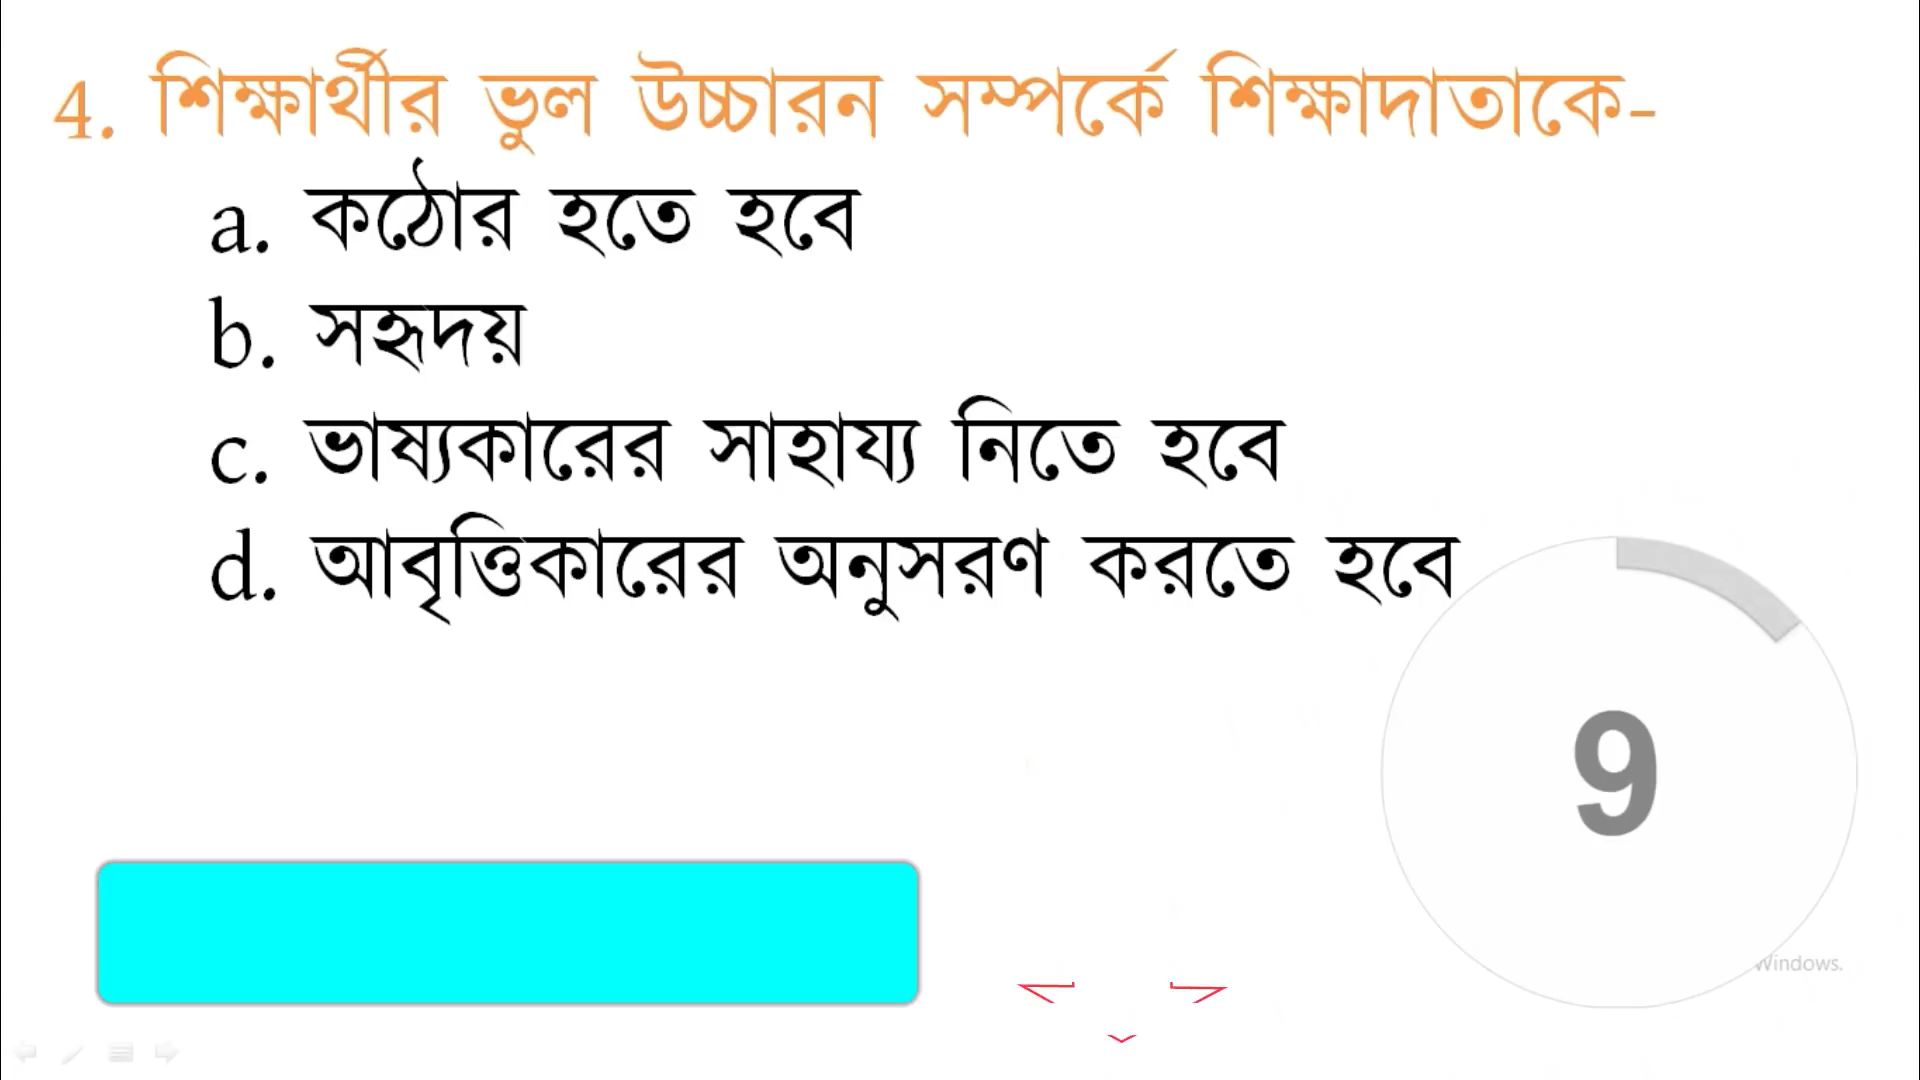 4. শিক্ষার্থীর ভুল উচ্চারন সম্পর্কে শিক্ষাদাতাকে-
a. কঠোর হতে হবে
b. সহৃদয়
c. ভাষ্যকারের সাহায্য নিতে হবে
d. আবৃত্তিকারের অনুসরণ করতে হবে
9
Windows.